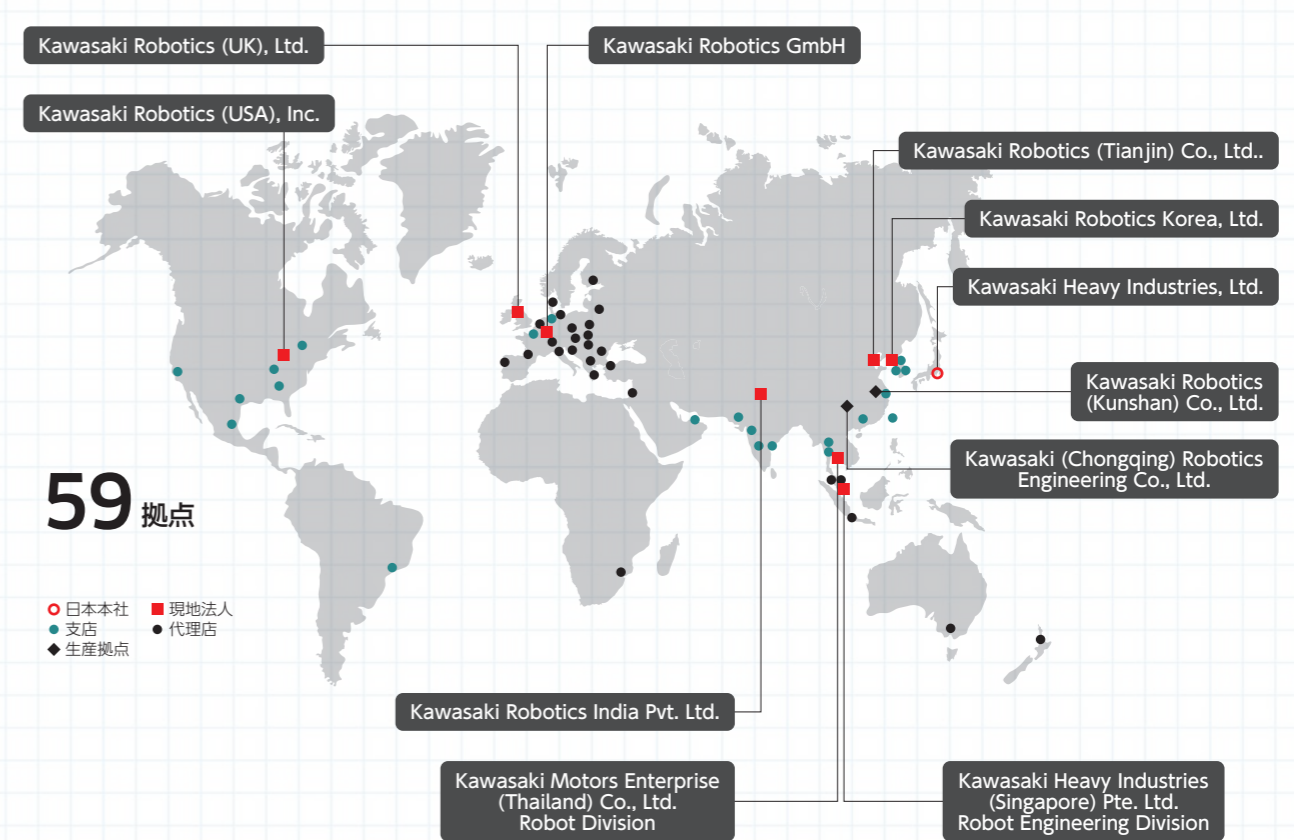 Kawasaki Robotics (UK), Ltd.
Kawasaki Robotics GmbH
Kawasaki Robotics (USA), Inc.
Kawasaki Robotics (Tianjin) Co., Ltd..
Kawasaki Robotics Korea, Ltd.
Kawasaki Heavy Industries, Ltd.
Kawasaki Robotics
(Kunshan) Co., Ltd.
Kawasaki (Chongqing) Robotics
Engineering Co., Ltd.
59 拠点
日本本社 現地法人
支店 代理店
生産拠点
Kawasaki Robotics India Pvt. Ltd.
Kawasaki Motors Enterprise
(Thailand) Co., Ltd.
Robot Division
Kawasaki Heavy Industries
(Singapore) Pte. Ltd.
Robot Engineering Division